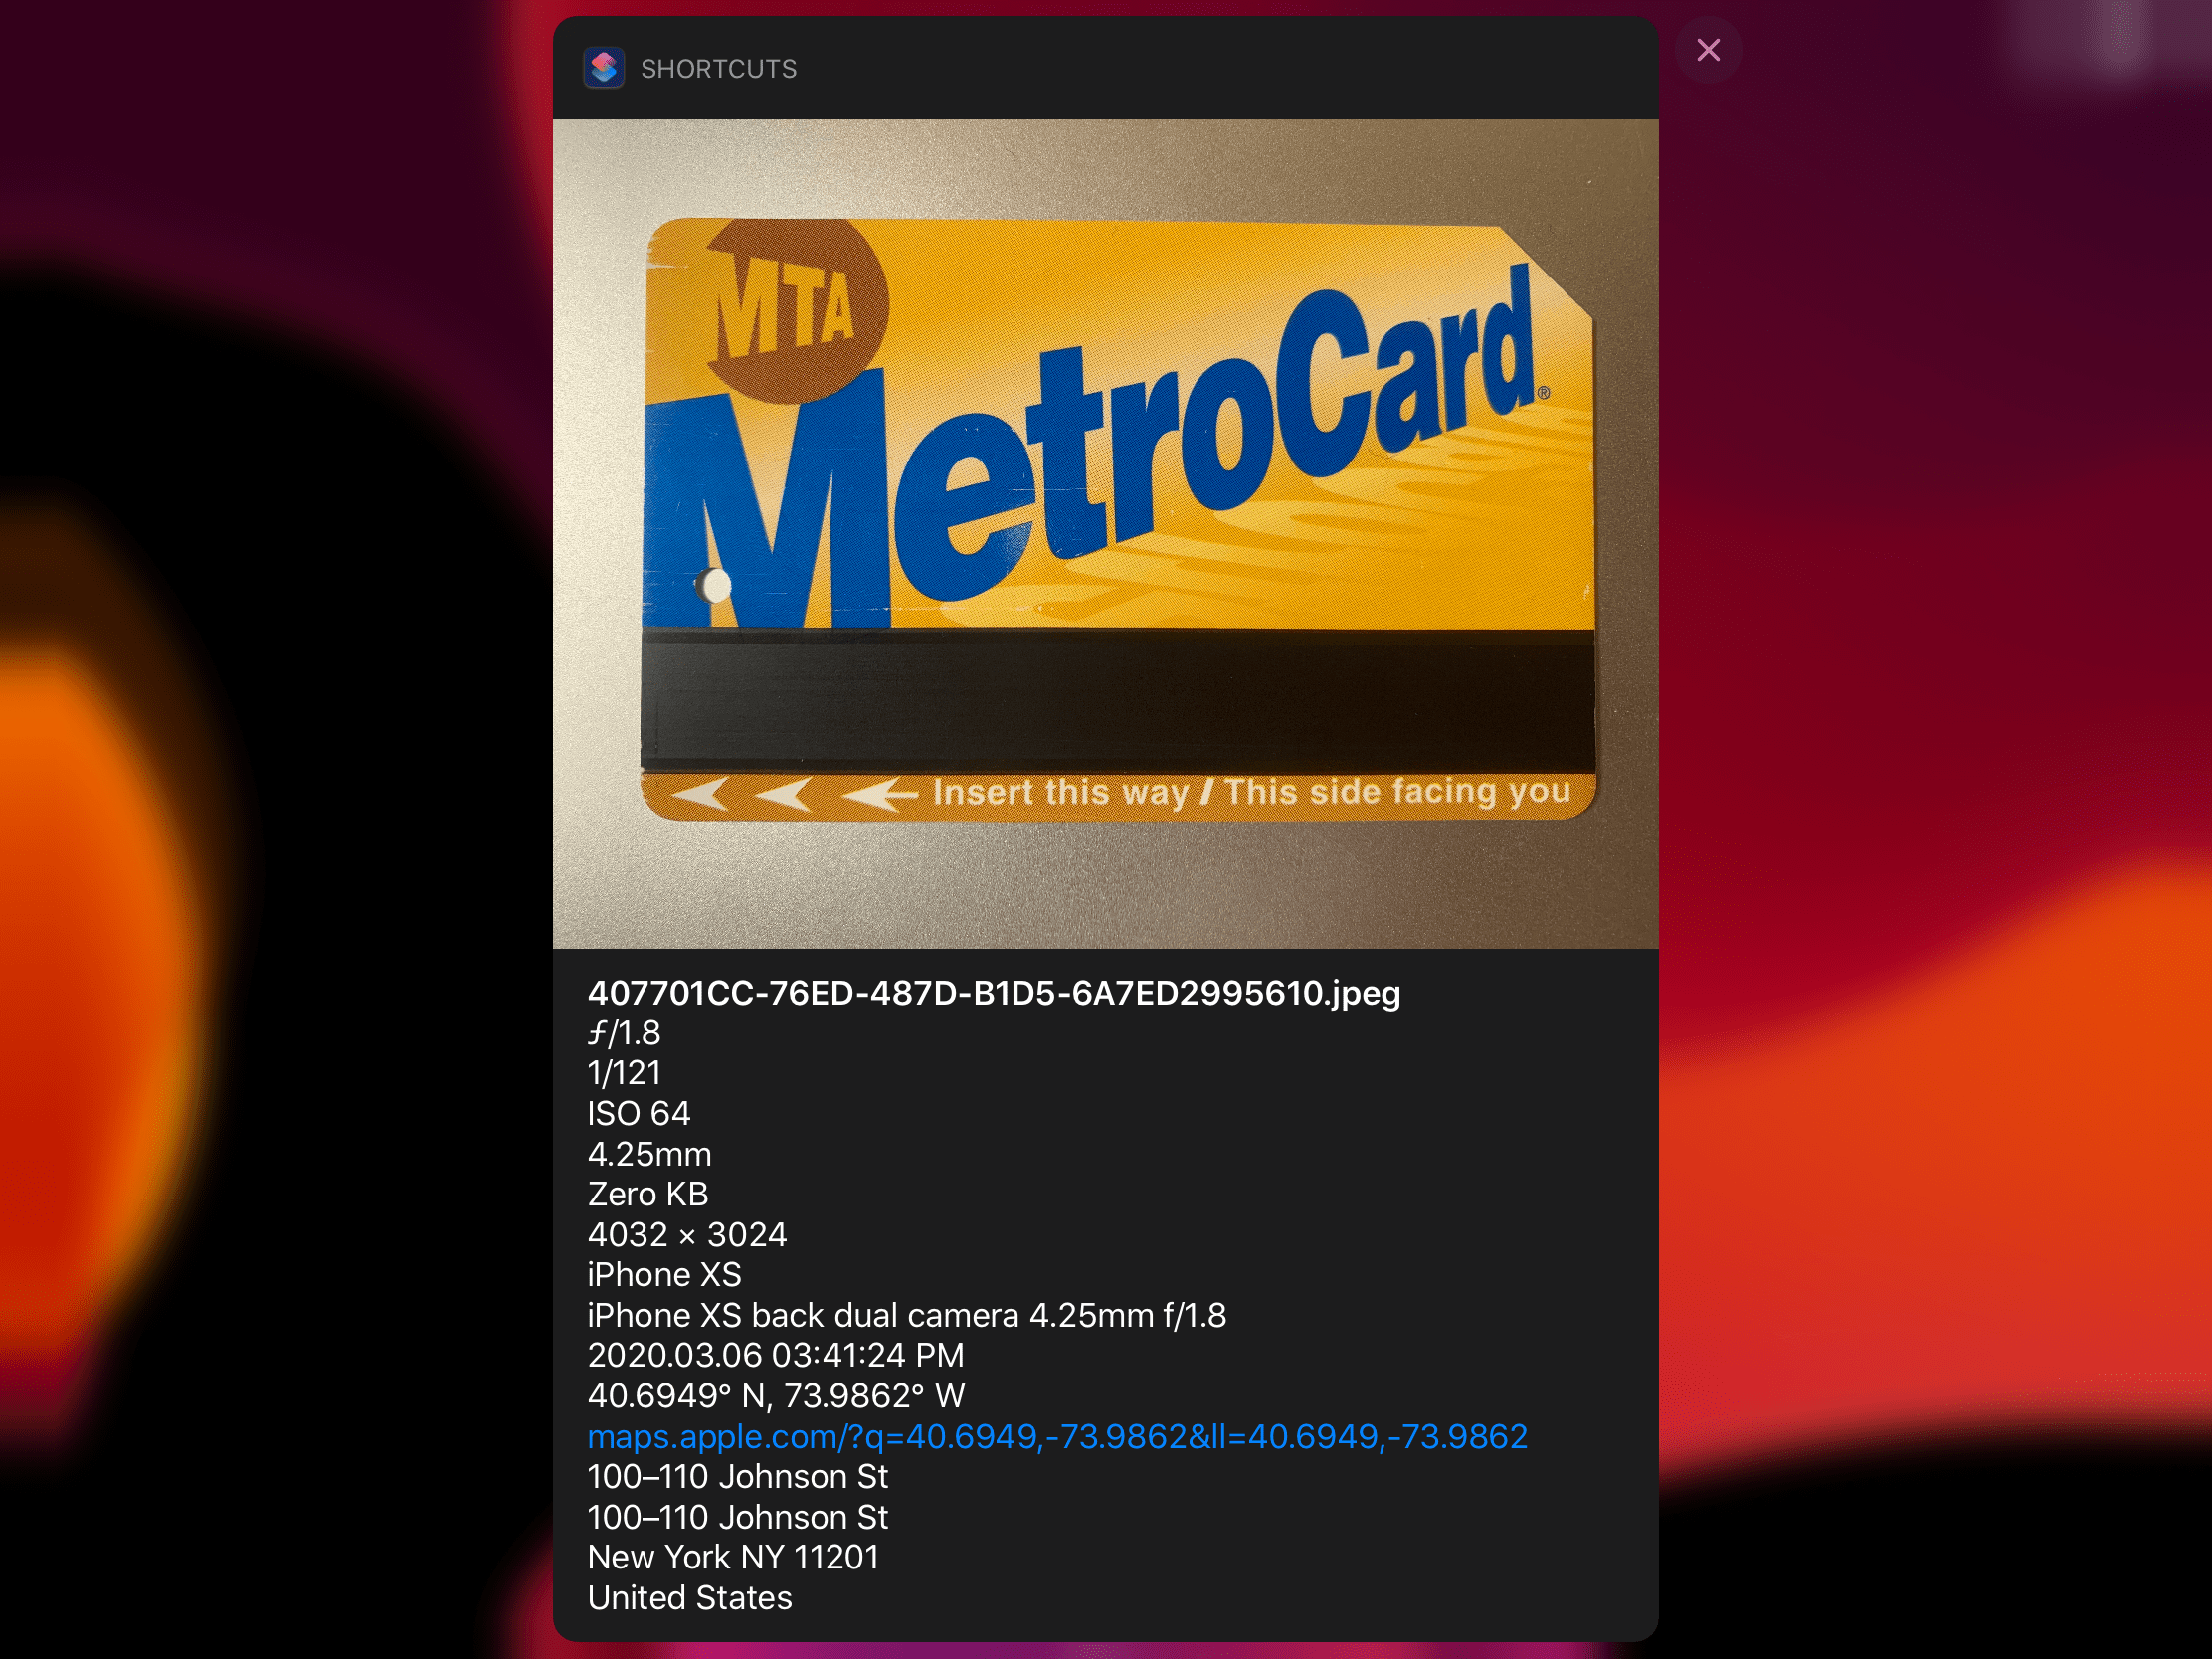 SHORTCUTS
MTA
MetroCard®
Insert this way / This side facing you
407701CC-76ED-487D-B1D5-6A7ED2995610.jpeg
ƒ/1.8
1/121
ISO 64
4.25mm
Zero KB
4032 × 3024
iPhone XS
iPhone XS back dual camera 4.25mm f/1.8
2020.03.06 03:41:24 PM
40.6949° N, 73.9862° W
maps.apple.com/?q=40.6949,-73.9862&ll=40.6949,-73.9862
100–110 Johnson St
100–110 Johnson St
New York NY 11201
United States